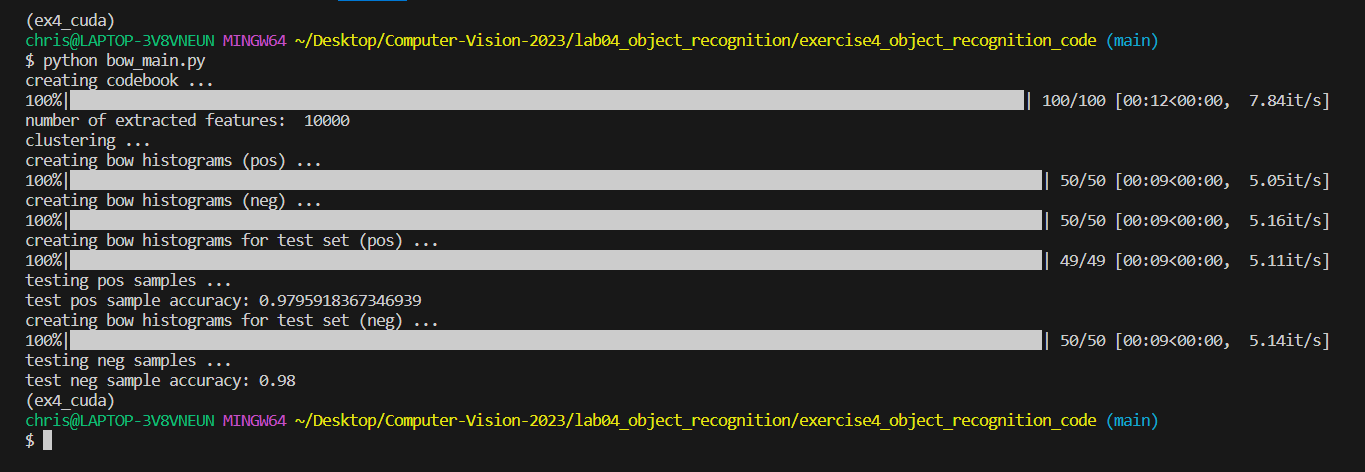 (ex4_cuda)
chris@LAPTOP-3V8VNEUN MINGW64 ~/Desktop/Computer-Vision-2023/lab04_object_recognition/exercise4_object_recognition_code (main)
$ python bow_main.py
creating codebook ...
100%|| 100/100 [00:12<00:00,  7.84it/s]
number of extracted features:  10000
clustering ...
creating bow histograms (pos) ...
100%|| 50/50 [00:09<00:00,  5.05it/s]
creating bow histograms (neg) ...
100%|| 50/50 [00:09<00:00,  5.16it/s]
creating bow histograms for test set (pos) ...
100%|| 49/49 [00:09<00:00,  5.11it/s]
testing pos samples ...
test pos sample accuracy: 0.9795918367346939
creating bow histograms for test set (neg) ...
100%|| 50/50 [00:09<00:00,  5.14it/s]
testing neg samples ...
test neg sample accuracy: 0.98
(ex4_cuda)
chris@LAPTOP-3V8VNEUN MINGW64 ~/Desktop/Computer-Vision-2023/lab04_object_recognition/exercise4_object_recognition_code (main)
$